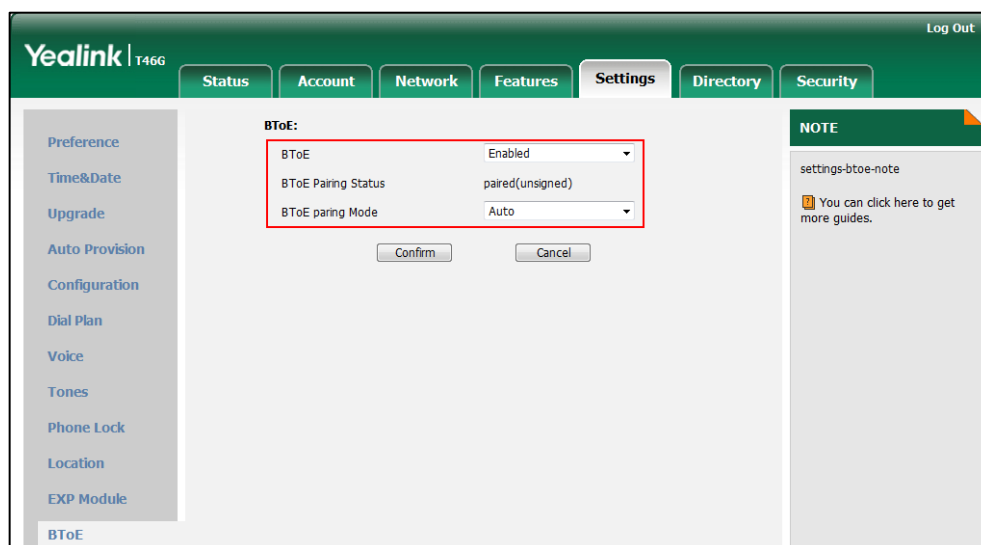 Log Out
Yealink T46G
Status Account Network Features Settings Directory Security
Preference
Time&Date
Upgrade
Auto Provision
Configuration
Dial Plan
Voice
Tones
Phone Lock
Location
EXP Module
BToE
BToE:
BToE Enabled
BToE Pairing Status paired(unsigned)
BToE paring Mode Auto
Confirm Cancel
NOTE
settings-btoe-note
You can click here to get
more guides.